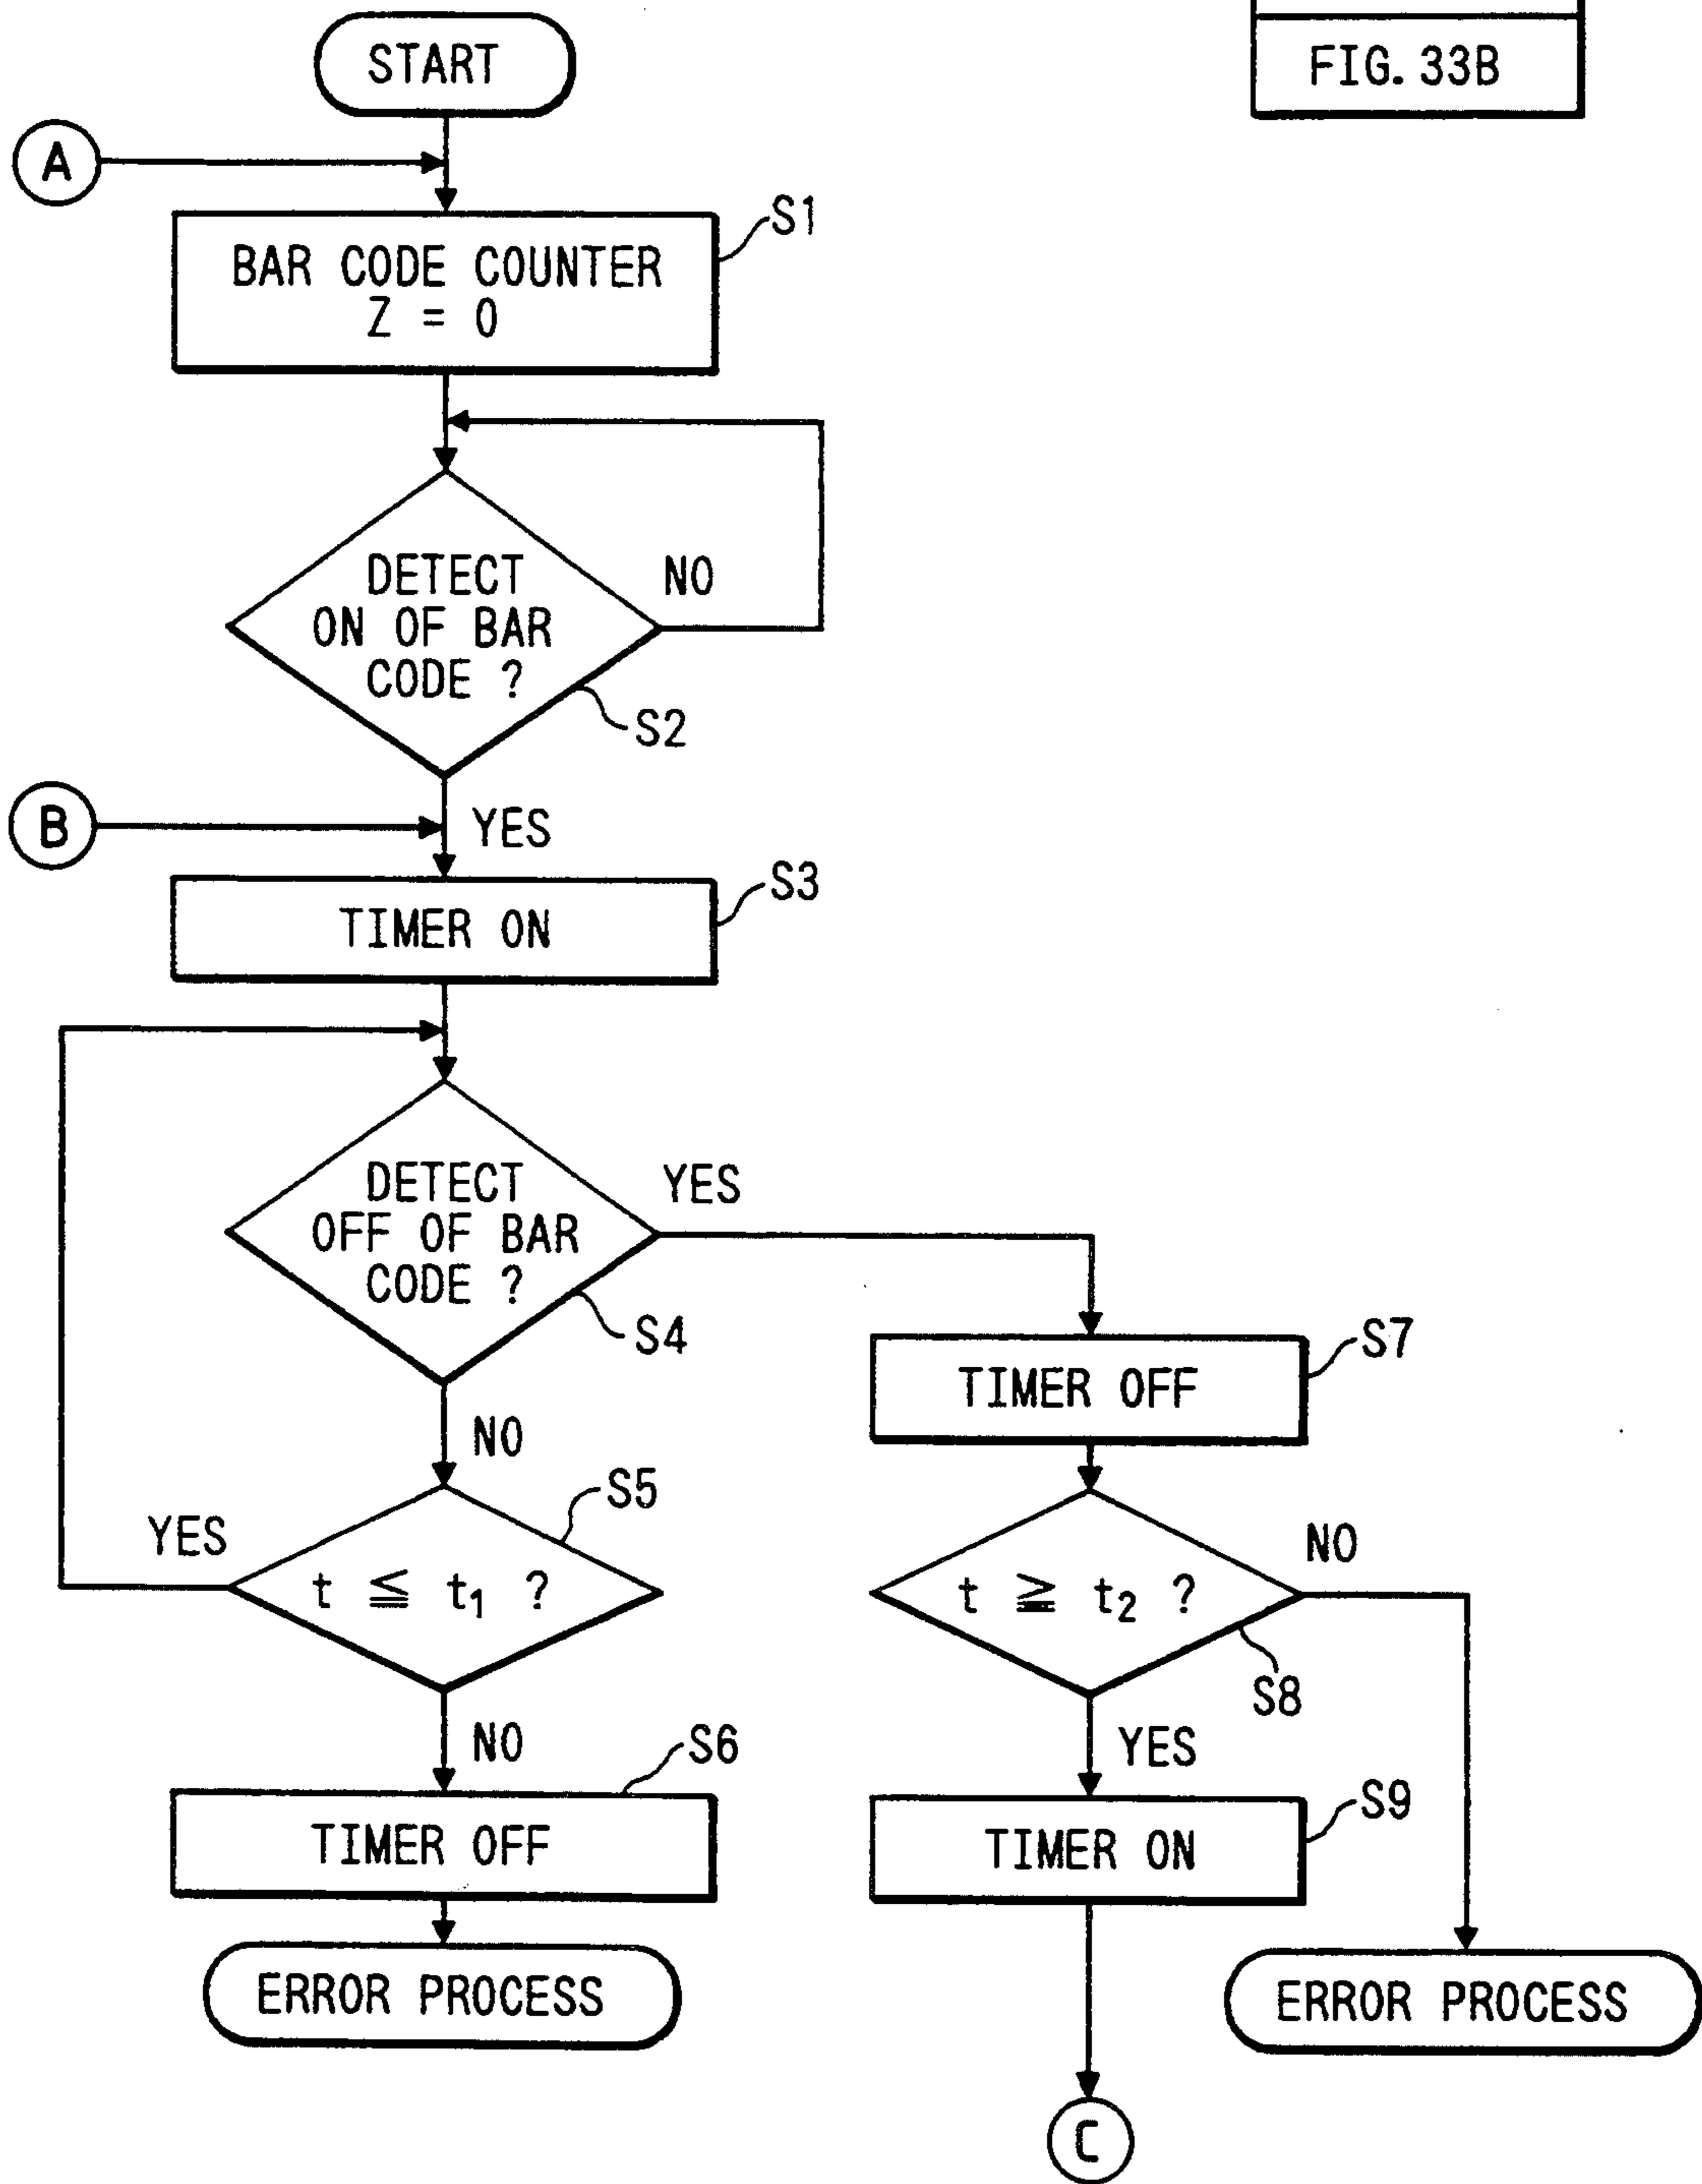 FIG. 33B
START
A
S1
BAR CODE COUNTER
Z = 0
DETECT
ON OF BAR
CODE ?
NO
S2
B
YES
S3
TIMER ON
DETECT
OFF OF BAR
CODE ?
YES
S4
NO
S7
TIMER OFF
S5
YES
t ≦ t₁ ?
NO
t ≧ t₂ ?
S8
NO
S6
YES
TIMER OFF
S9
TIMER ON
ERROR PROCESS
ERROR PROCESS
C